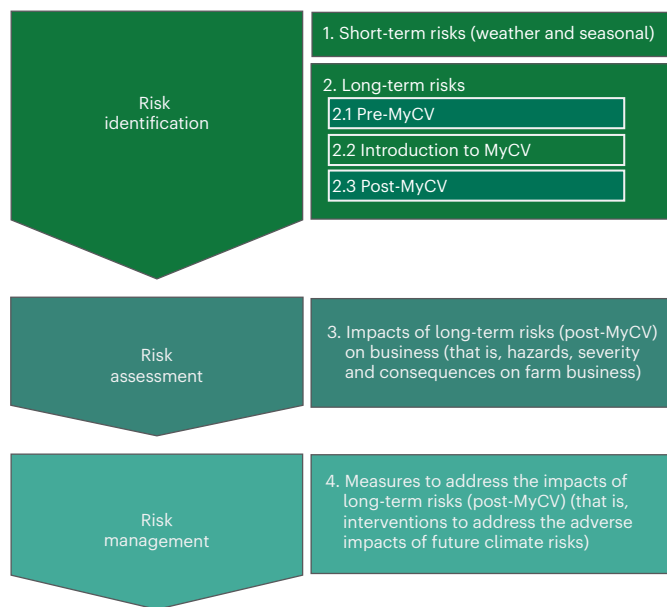 Risk
identification
1. Short-term risks (weather and seasonal)
2. Long-term risks
2.1 Pre-MyCV
2.2 Introduction to MyCV
2.3 Post-MyCV
Risk
assessment
3. Impacts of long-term risks (post-MyCV)
on business (that is, hazards, severity
and consequences on farm business)
Risk
management
4. Measures to address the impacts of
long-term risks (post-MyCV) (that is,
interventions to address the adverse
impacts of future climate risks)